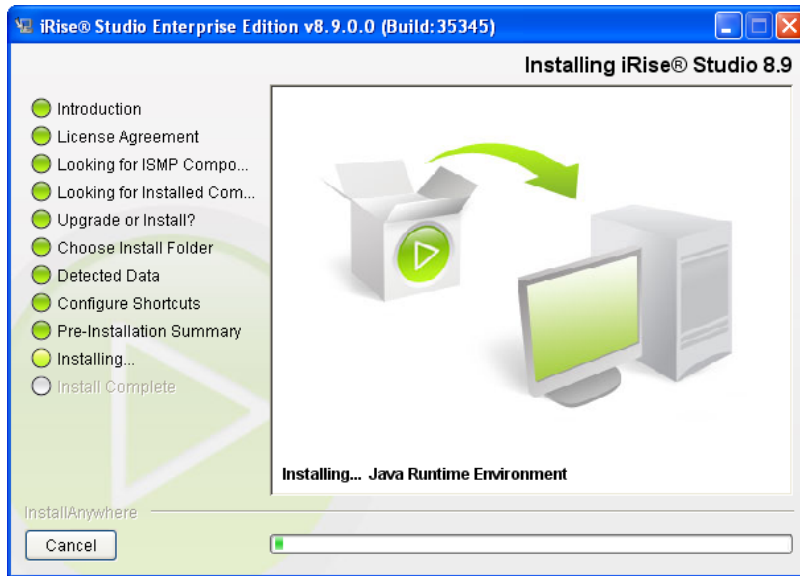 iRise® Studio Enterprise Edition v8.9.0.0 (Build:35345)
Installing iRise® Studio 8.9
Introduction
License Agreement
Looking for ISMP Compo...
Looking for Installed Com...
Upgrade or Install?
Choose Install Folder
Detected Data
Configure Shortcuts
Pre-Installation Summary
Installing...
Install Complete
Installing... Java Runtime Environment
InstallAnywhere
Cancel